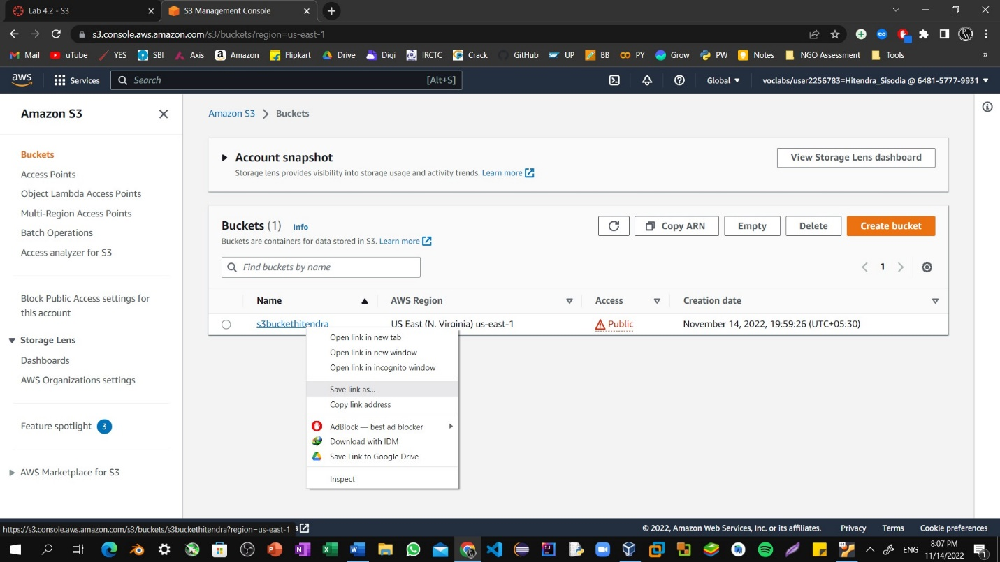 Lab 4.2 - S3
S3 Management Console
s3.console.aws.amazon.com/s3/buckets?region=us-east-1
Mail uTube YES SBI Axis Amazon Flipkart Drive Digi IRCTC Crack GitHub UP BB PY Grow PW Notes NGO Assessment Tools »
aws Services Search [Alt+S] Global voclabs/user2256783=Hitendra_Sisodia @ 6481-5777-9931
Amazon S3
Buckets
Access Points
Object Lambda Access Points
Multi-Region Access Points
Batch Operations
Access analyzer for S3
Block Public Access settings for
this account
Storage Lens
Dashboards
AWS Organizations settings
Feature spotlight 3
AWS Marketplace for S3
Amazon S3 > Buckets
Account snapshot
Storage lens provides visibility into storage usage and activity trends. Learn more
View Storage Lens dashboard
Buckets (1) Info
Buckets are containers for data stored in S3. Learn more
Copy ARN Empty Delete Create bucket
Find buckets by name
1
Name AWS Region Access Creation date
s3buckethitendra US East (N. Virginia) us-east-1 Public November 14, 2022, 19:59:26 (UTC+05:30)
Open link in new tab
Open link in new window
Open link in incognito window
Save link as...
Copy link address
AdBlock — best ad blocker
Download with IDM
Save Link to Google Drive
Inspect
https://s3.console.aws.amazon.com/s3/buckets/s3buckethitendra?region=us-east-1
© 2022, Amazon Web Services, Inc. or its affiliates. Privacy Terms Cookie preferences
ENG
8:07 PM
11/14/2022
1